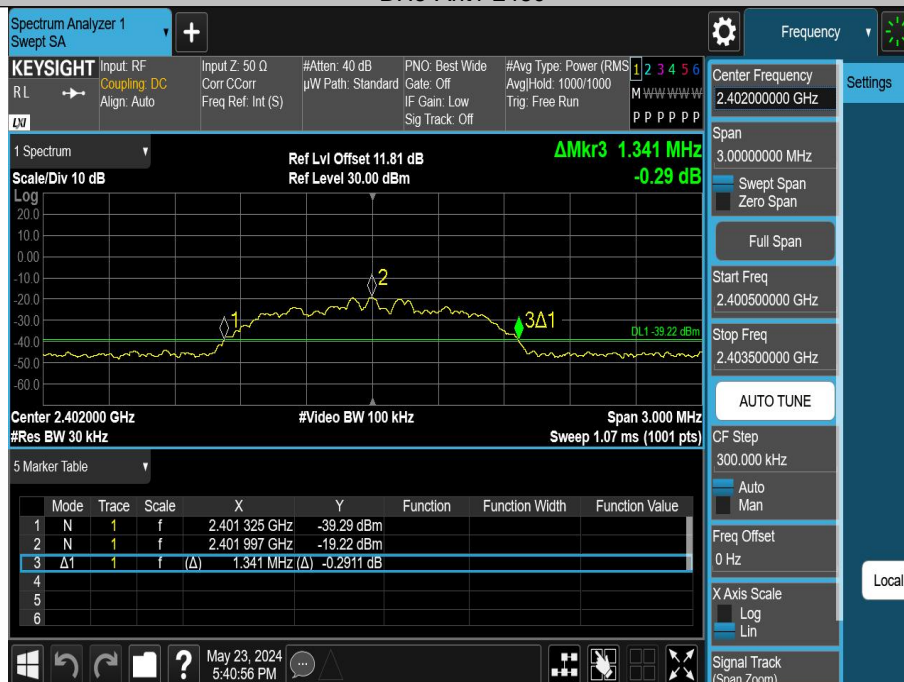 Spectrum Analyzer 1
Swept SA
+
Frequency
KEYSIGHT
R L
LXI
Input: RF
Coupling: DC
Align: Auto
Input Z: 50 Ω
Corr CCorr
Freq Ref: Int (S)
#Atten: 40 dB
µW Path: Standard
PNO: Best Wide
Gate: Off
IF Gain: Low
Sig Track: Off
#Avg Type: Power (RMS
Avg|Hold: 1000/1000
Trig: Free Run
1 2 3 4 5 6
M W W W W W
P P P P P P
Center Frequency
2.402000000 GHz
Settings
Span
3.00000000 MHz
Swept Span
Zero Span
Full Span
Start Freq
2.400500000 GHz
Stop Freq
2.403500000 GHz
AUTO TUNE
CF Step
300.000 kHz
Auto
Man
Freq Offset
0 Hz
Local
X Axis Scale
Log
Lin
Signal Track
(Span Zoom)
1 Spectrum
Scale/Div 10 dB
Ref Lvl Offset 11.81 dB
Ref Level 30.00 dBm
ΔMkr3 1.341 MHz
-0.29 dB
Log
20.0
10.0
0.00
-10.0
-20.0
-30.0
-40.0
-50.0
-60.0
1
2
3Δ1
DL1 -39.22 dBm
Center 2.402000 GHz
#Video BW 100 kHz
Span 3.000 MHz
#Res BW 30 kHz
Sweep 1.07 ms (1001 pts)
5 Marker Table
Mode Trace Scale X Y Function Function Width Function Value
1 N 1 f 2.401 325 GHz -39.29 dBm
2 N 1 f 2.401 997 GHz -19.22 dBm
3 Δ1 1 f (Δ) 1.341 MHz (Δ) -0.2911 dB
4
5
6
?
May 23, 2024
5:40:56 PM